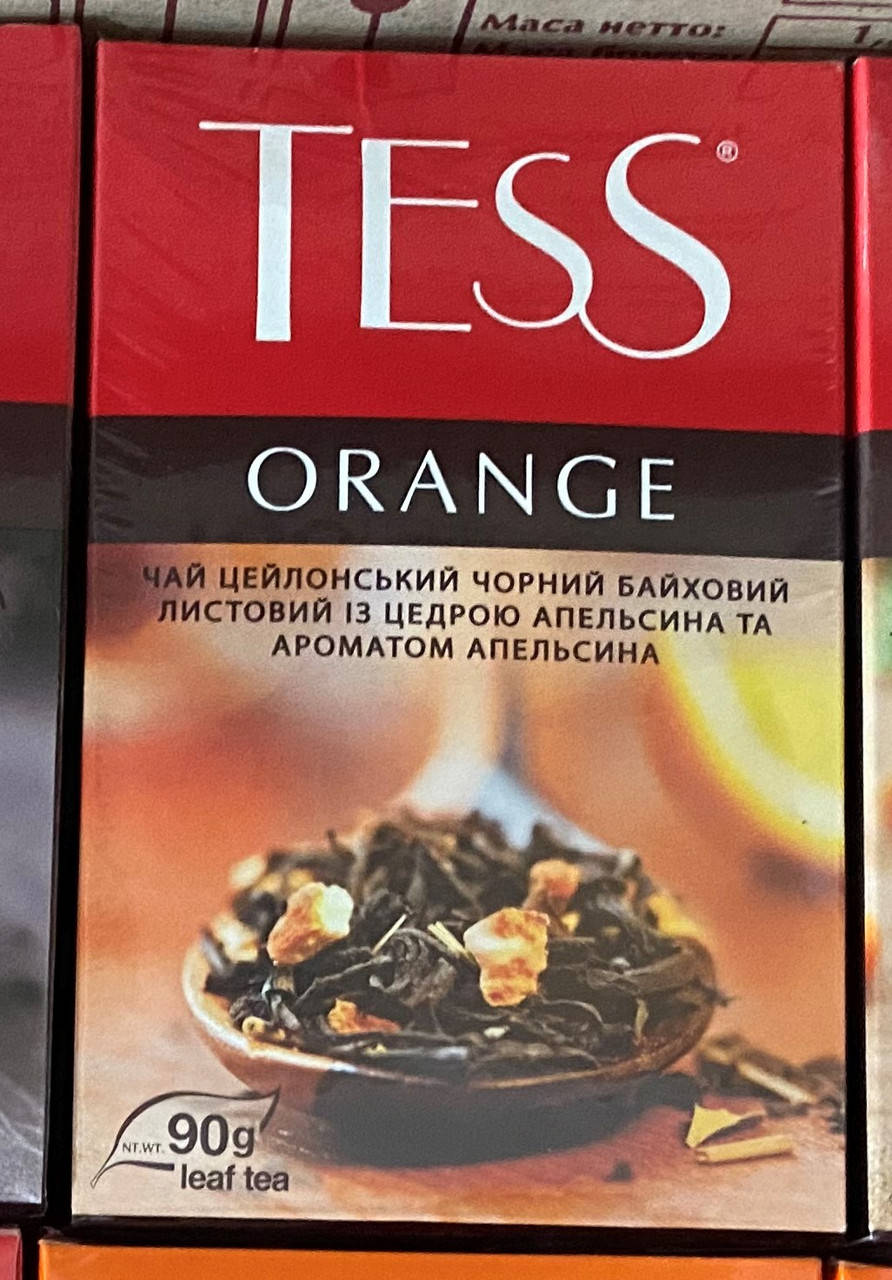 Маса нетто:
TESS®
ORANGE
ЧАЙ ЦЕЙЛОНСЬКИЙ ЧОРНИЙ БАЙХОВИЙ
ЛИСТОВИЙ ІЗ ЦЕДРОЮ АПЕЛЬСИНА ТА
АРОМАТОМ АПЕЛЬСИНА
NT.WT. 90g
leaf tea